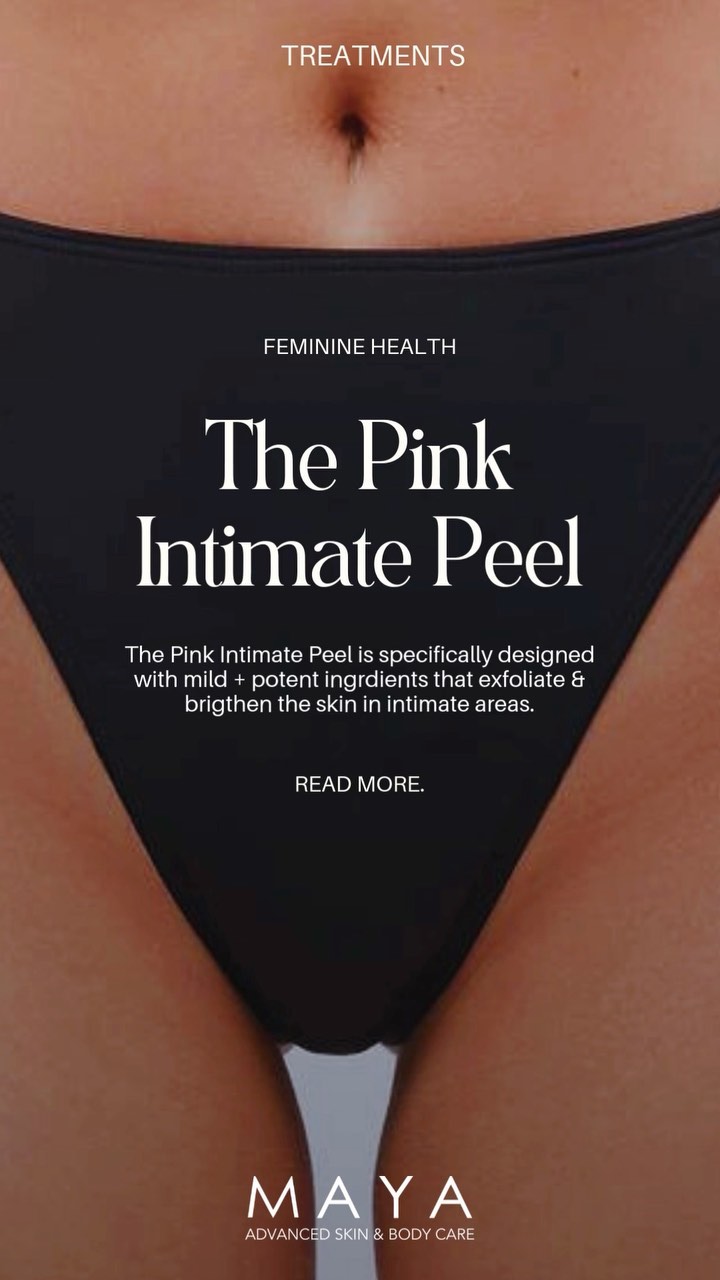 TREATMENTS
FEMININE HEALTH
The Pink
Intimate Peel
The Pink Intimate Peel is specifically designed
with mild + potent ingrdients that exfoliate &
brigthen the skin in intimate areas.
READ MORE.
MAYA
ADVANCED SKIN & BODY CARE